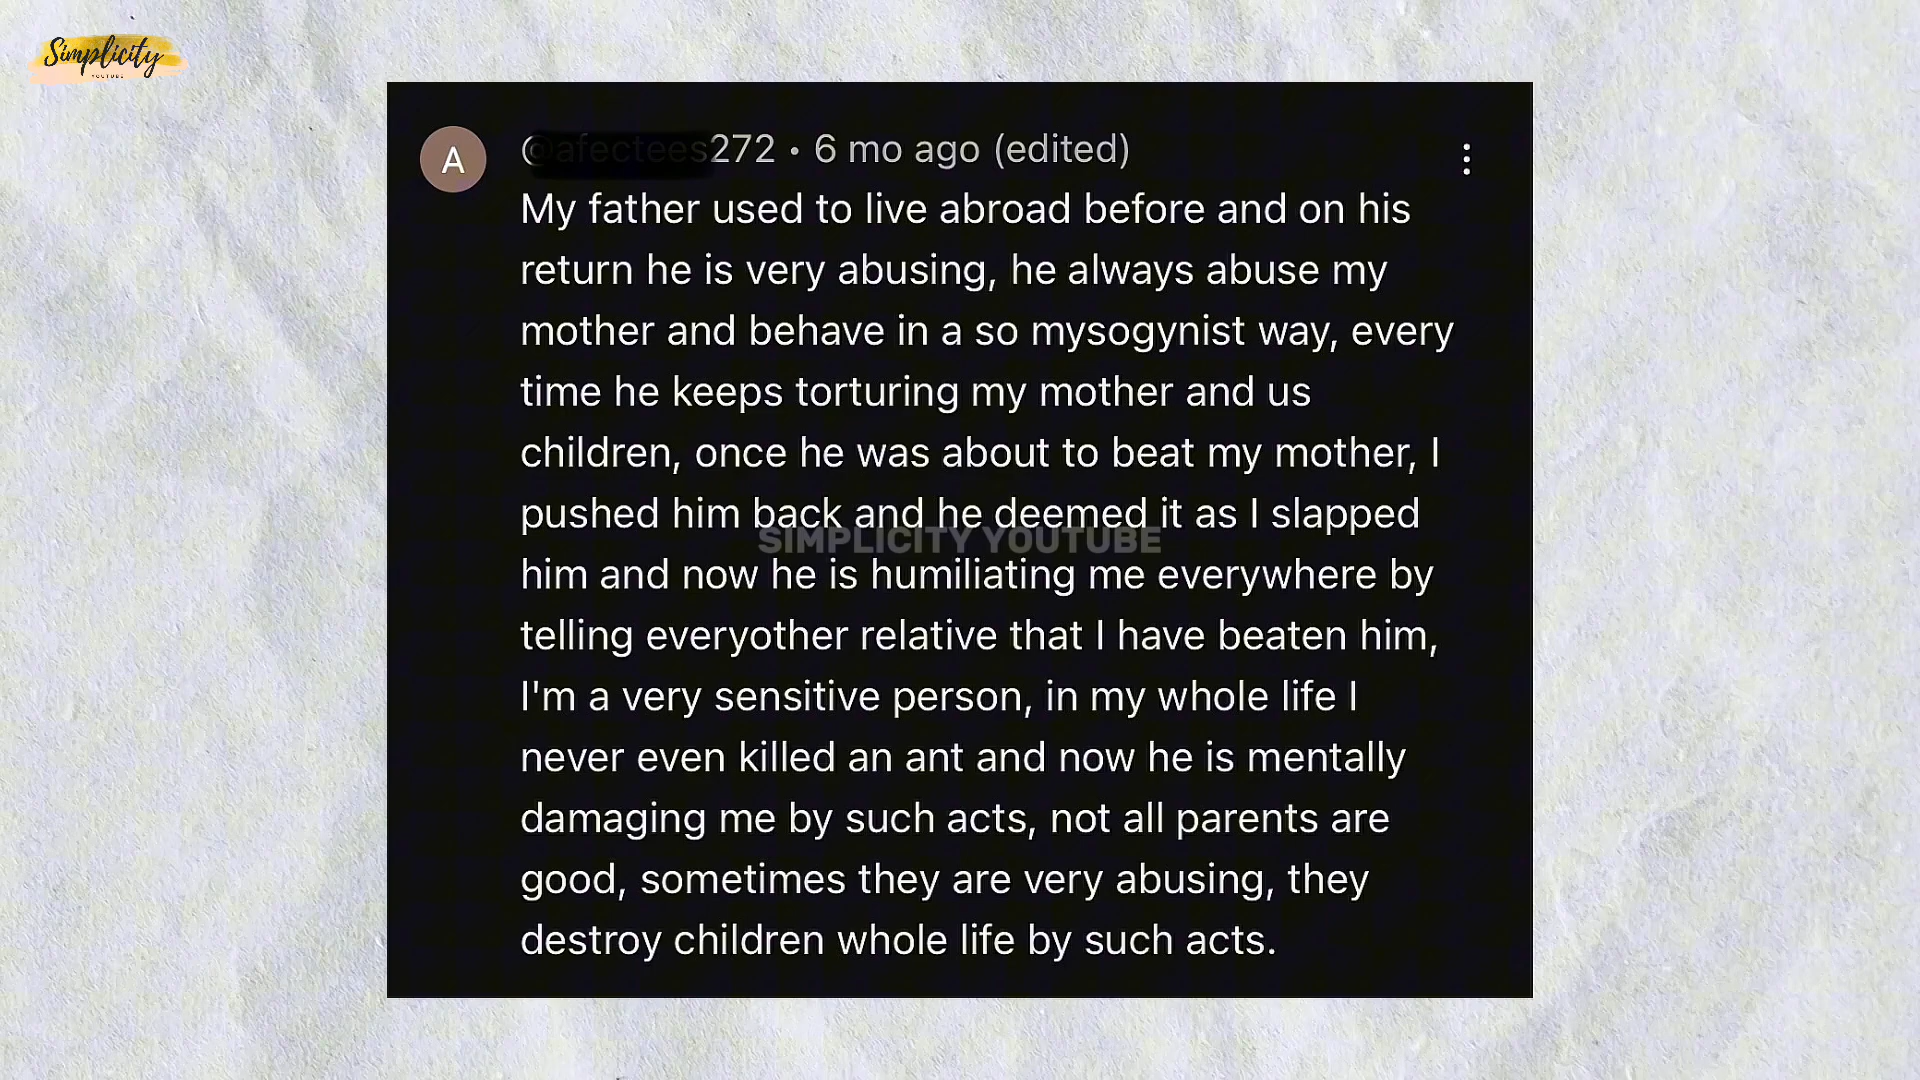 Simplicity
YOUTUBE
272 • 6 mo ago (edited)
My father used to live abroad before and on his
return he is very abusing, he always abuse my
mother and behave in a so mysogynist way, every
time he keeps torturing my mother and us
children, once he was about to beat my mother, I
pushed him back and he deemed it as I slapped
SIMPLICITY YOUTUBE
him and now he is humiliating me everywhere by
telling everyother relative that I have beaten him,
I'm a very sensitive person, in my whole life I
never even killed an ant and now he is mentally
damaging me by such acts, not all parents are
good, sometimes they are very abusing, they
destroy children whole life by such acts.
A